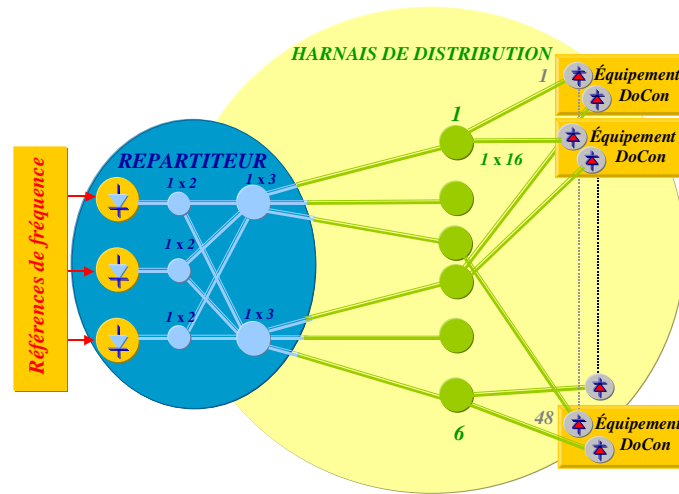 HARNAIS DE DISTRIBUTION
1
Équipement
DoCon
1
Équipement
DoCon
REPARTITEUR
1 x 16
1 x 2
1 x 3
Références de fréquence
1 x 2
1 x 2
1 x 3
48
Équipement
DoCon
6